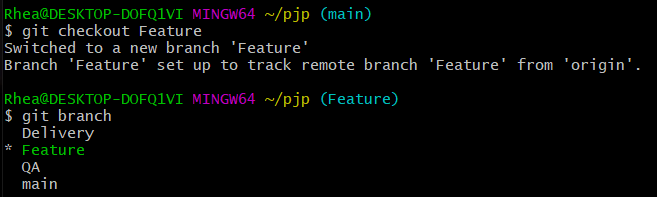 Rhea@DESKTOP-DOFQ1VI MINGW64 ~/pjp (main)
$ git checkout Feature
Switched to a new branch 'Feature'
Branch 'Feature' set up to track remote branch 'Feature' from 'origin'.
Rhea@DESKTOP-DOFQ1VI MINGW64 ~/pjp (Feature)
$ git branch
  Delivery
* Feature
  QA
  main